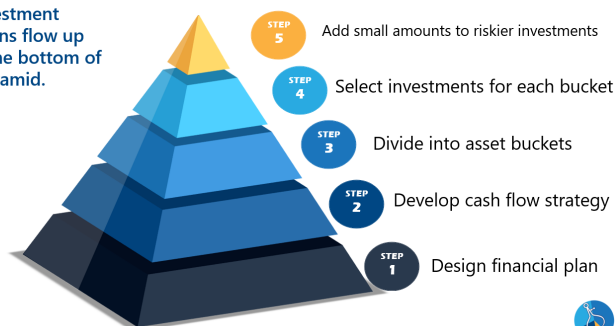 estment
ns flow up
e bottom of
amid.
STEP
5
Add small amounts to riskier investments
STEP
4
Select investments for each bucket
STEP
3
Divide into asset buckets
STEP
2
Develop cash flow strategy
STEP
1
Design financial plan